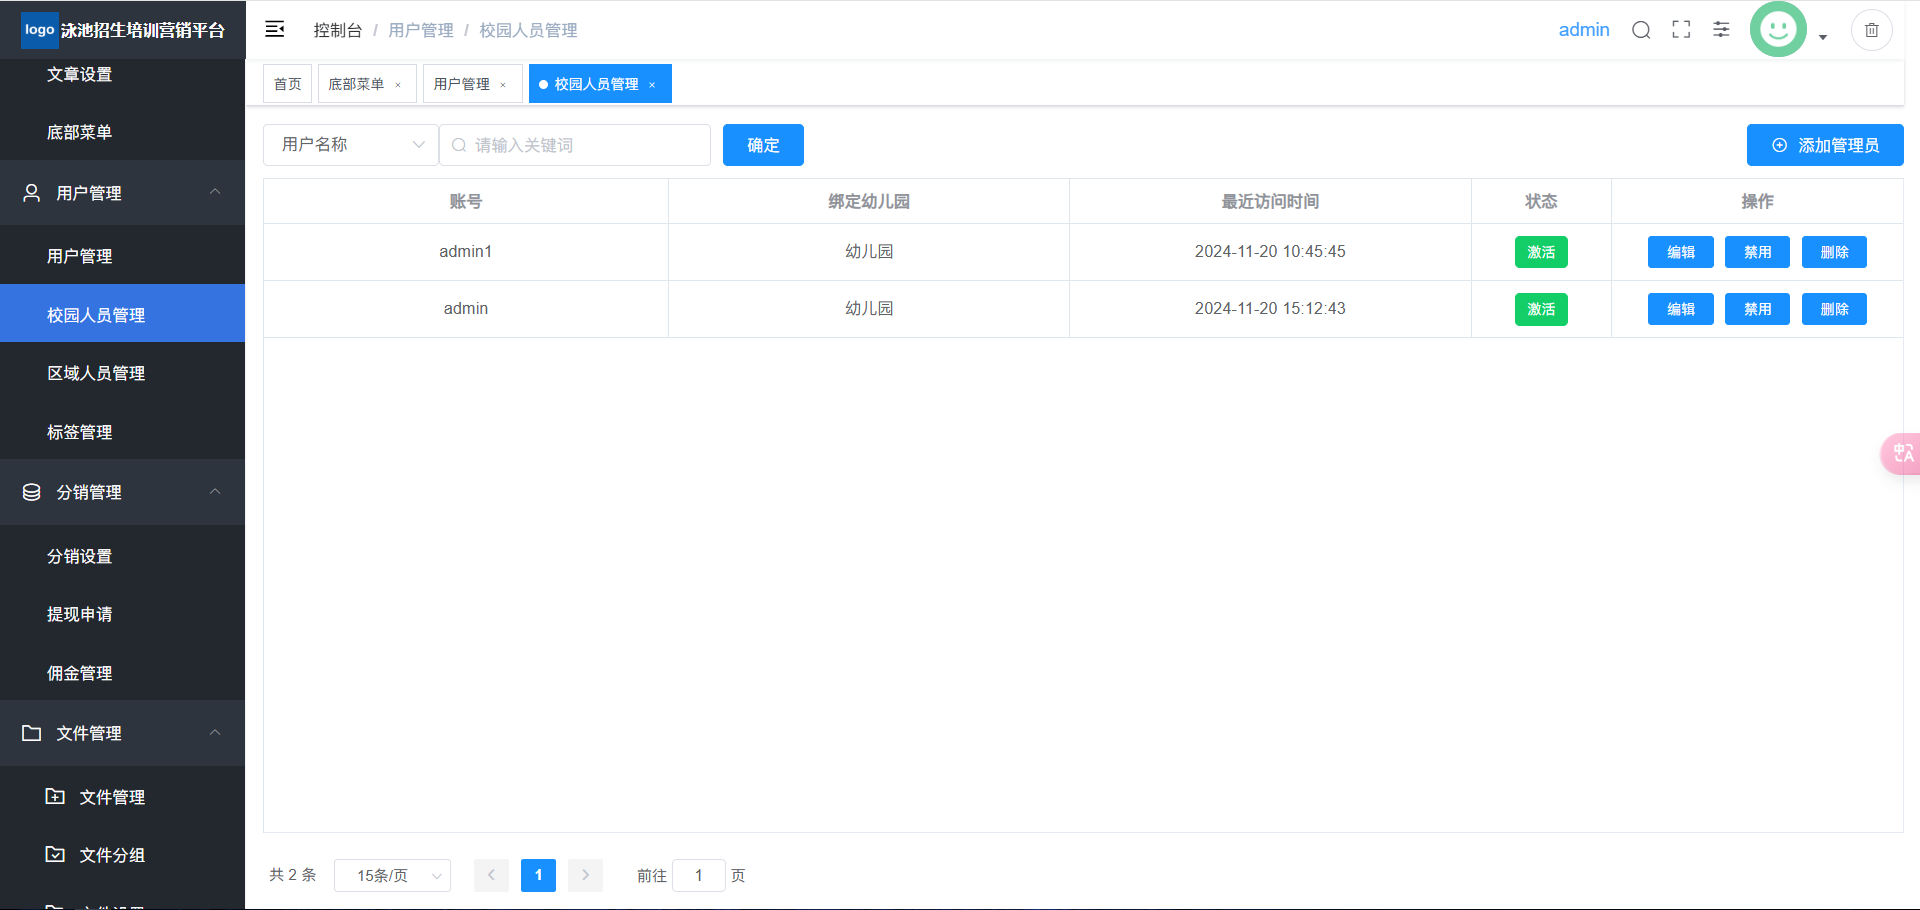 logo 泳池招生培训营销平台
控制台 / 用户管理 / 校园人员管理
admin
首页
底部菜单 ×
用户管理 ×
校园人员管理 ×
文章设置
底部菜单
用户管理
用户管理
校园人员管理
区域人员管理
标签管理
分销管理
分销设置
提现申请
佣金管理
文件管理
文件管理
文件分组
用户名称
请输入关键词
确定
添加管理员
账号 绑定幼儿园 最近访问时间 状态 操作
admin1 幼儿园 2024-11-20 10:45:45 激活 编辑 禁用 删除
admin 幼儿园 2024-11-20 15:12:43 激活 编辑 禁用 删除
中A
共 2 条 15条/页 1 前往 1 页